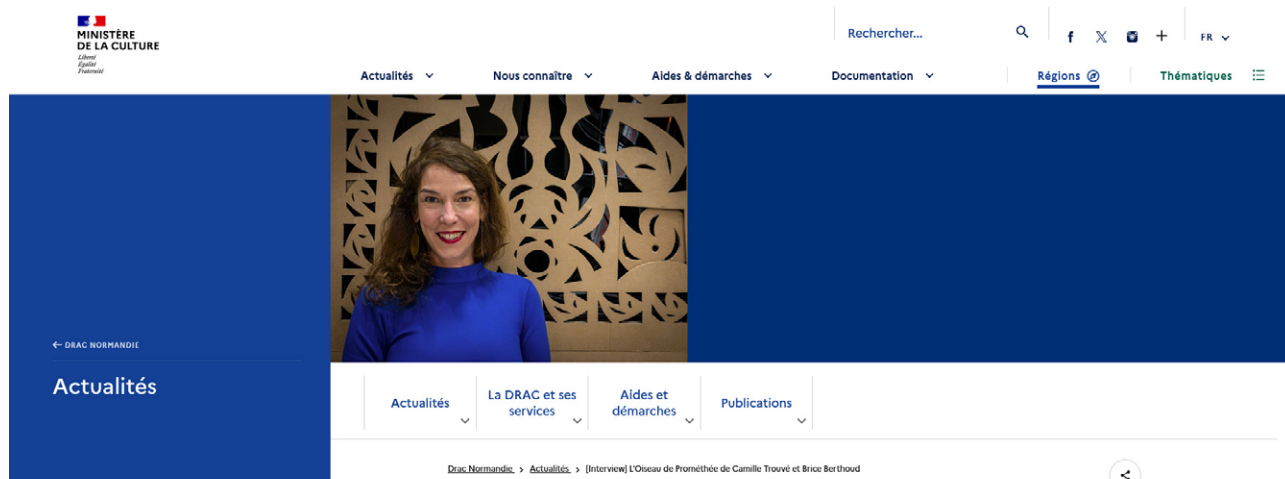 MINISTÈRE
DE LA CULTURE
Liberté
Égalité
Fraternité
Rechercher...
FR
Actualités
Nous connaître
Aides & démarches
Documentation
Régions
Thématiques
← DRAC NORMANDIE
Actualités
Actualités
La DRAC et ses
services
Aides et
démarches
Publications
Drac Normandie > Actualités > [Interview] L'Oiseau de Prométhée de Camille Trouvé et Brice Berthoud